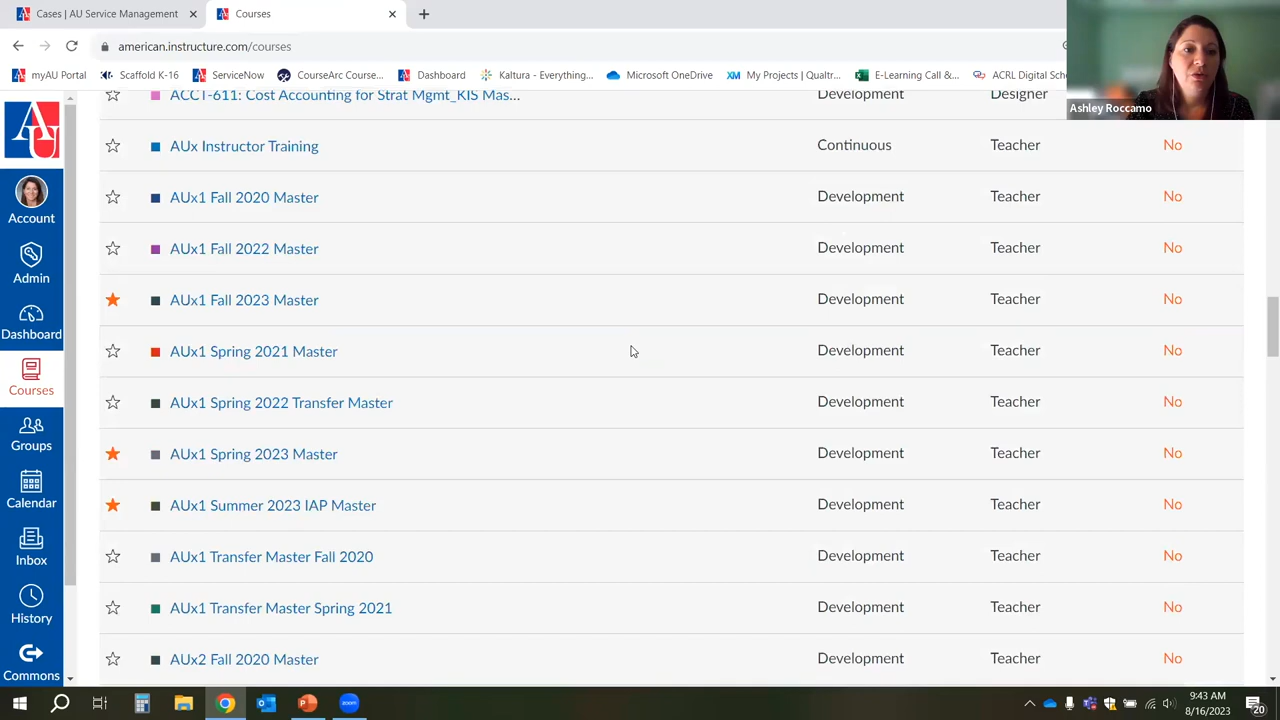 Cases | AU Service Management
Courses
american.instructure.com/courses
myAU Portal
Scaffold K-16
ServiceNow
CourseArc Course...
Dashboard
Kaltura - Everything...
Microsoft OneDrive
My Projects | Qualtr...
E-Learning Call &...
ACRL Digital Sch
Ashley Roccamo
AU
Account
Admin
Dashboard
Courses
Groups
Calendar
Inbox
History
Commons
ACCT-611: Cost Accounting for Strat Mgmt_KIS Mas... Development Designer
AUx Instructor Training Continuous Teacher No
AUx1 Fall 2020 Master Development Teacher No
AUx1 Fall 2022 Master Development Teacher No
AUx1 Fall 2023 Master Development Teacher No
AUx1 Spring 2021 Master Development Teacher No
AUx1 Spring 2022 Transfer Master Development Teacher No
AUx1 Spring 2023 Master Development Teacher No
AUx1 Summer 2023 IAP Master Development Teacher No
AUx1 Transfer Master Fall 2020 Development Teacher No
AUx1 Transfer Master Spring 2021 Development Teacher No
AUx2 Fall 2020 Master Development Teacher No
9:43 AM
8/16/2023
20